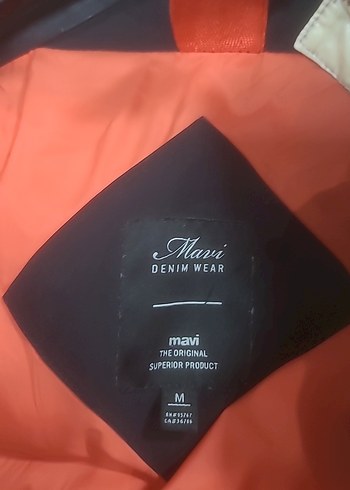 Mavi
DENIM WEAR
mavi
THE ORIGINAL
SUPERIOR PRODUCT
M